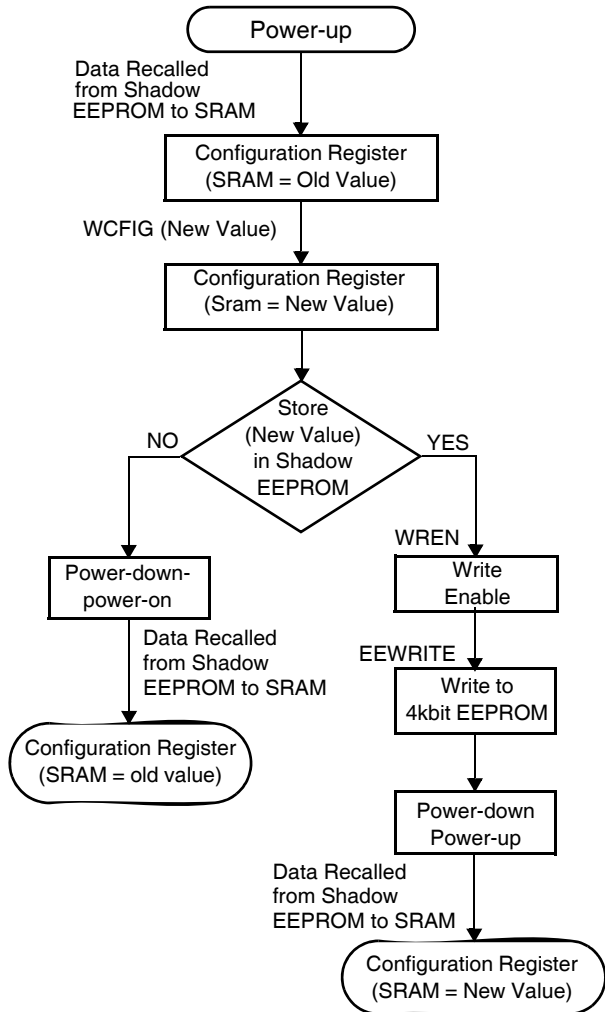 Power-up
Data Recalled
from Shadow
EEPROM to SRAM
Configuration Register
(SRAM = Old Value)
WCFIG (New Value)
Configuration Register
(Sram = New Value)
Store
(New Value)
in Shadow
EEPROM
NO
YES
Power-down-
power-on
Data Recalled
from Shadow
EEPROM to SRAM
Configuration Register
(SRAM = old value)
WREN
Write
Enable
EEWRITE
Write to
4kbit EEPROM
Power-down
Power-up
Data Recalled
from Shadow
EEPROM to SRAM
Configuration Register
(SRAM = New Value)